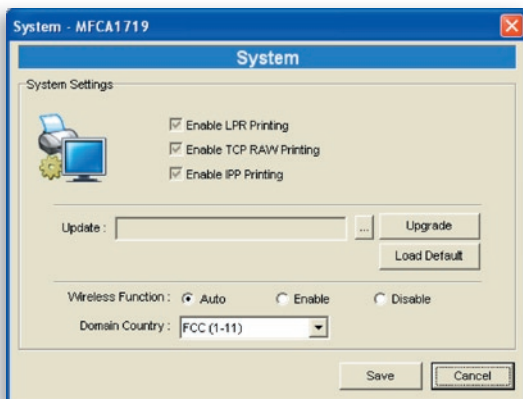 System - MFCA1719
System
System Settings
Enable LPR Printing
Enable TCP RAW Printing
Enable IPP Printing
Update : ... Upgrade
Load Default
Wireless Function : Auto Enable Disable
Domain Country : FCC (1-11)
Save Cancel